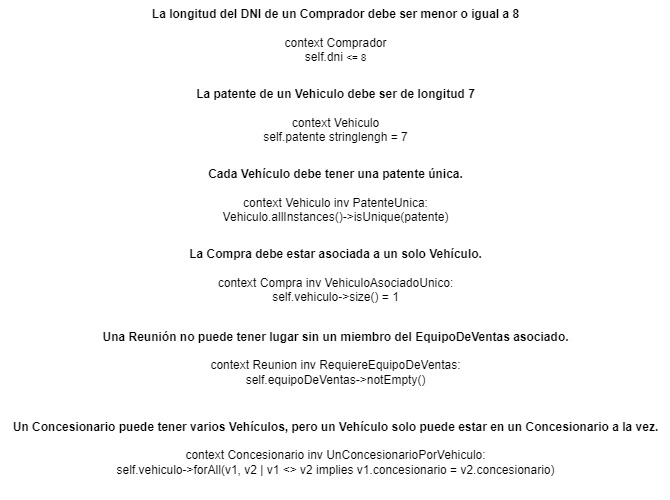 La longitud del DNI de un Comprador debe ser menor o igual a 8
context Comprador
self.dni <= 8
La patente de un Vehiculo debe ser de longitud 7
context Vehiculo
self.patente stringlengh = 7
Cada Vehículo debe tener una patente única.
context Vehiculo inv PatenteUnica:
Vehiculo.allInstances()->isUnique(patente)
La Compra debe estar asociada a un solo Vehículo.
context Compra inv VehiculoAsociadoUnico:
self.vehiculo->size() = 1
Una Reunión no puede tener lugar sin un miembro del EquipoDeVentas asociado.
context Reunion inv RequiereEquipoDeVentas:
self.equipoDeVentas->notEmpty()
Un Concesionario puede tener varios Vehículos, pero un Vehículo solo puede estar en un Concesionario a la vez.
context Concesionario inv UnConcesionarioPorVehiculo:
self.vehiculo->forAll(v1, v2 | v1 <> v2 implies v1.concesionario = v2.concesionario)